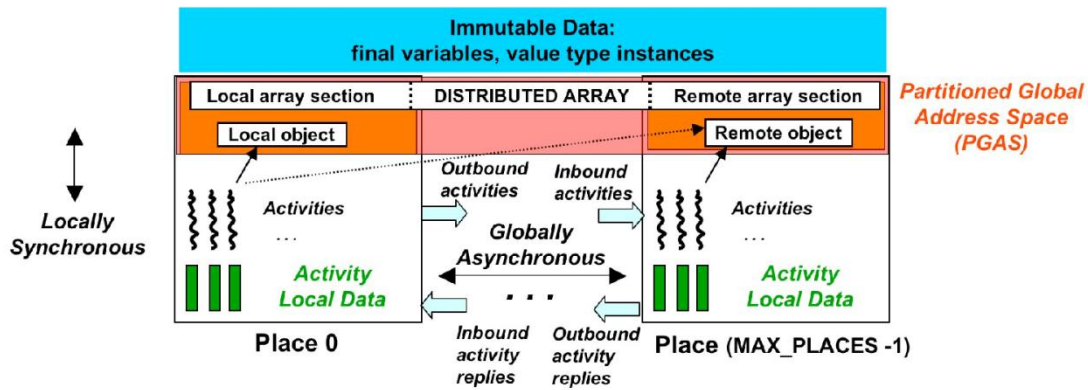 Immutable Data:
final variables, value type instances
Local array section
DISTRIBUTED ARRAY
Remote array section
Partitioned Global
Address Space
(PGAS)
Local object
Remote object
Outbound
activities
Inbound
activities
Locally
Synchronous
Activities
...
Globally
Asynchronous
Activities
...
Activity
Local Data
. . .
Activity
Local Data
Place 0
Inbound
activity
replies
Outbound
activity
replies
Place (MAX_PLACES -1)